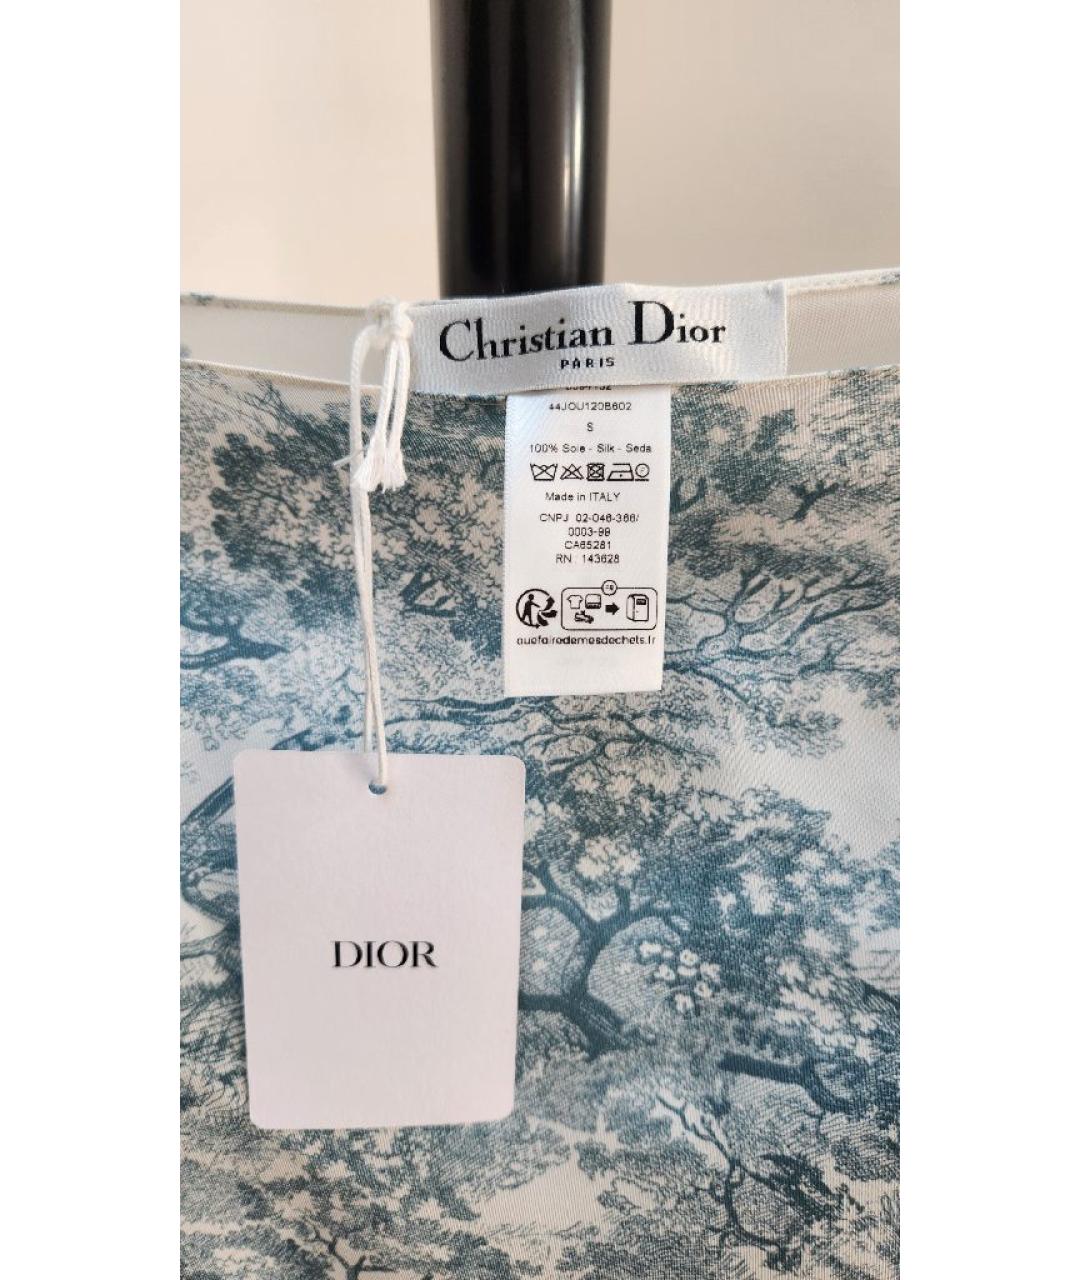 Christian Dior
PARIS
44JOU120B602
S
100% Soie - Silk - Seda
Made in ITALY
CNPJ 02-046-366/
0003-99
CA65281
RN : 143628
quefairedemesdechets.fr
DIOR